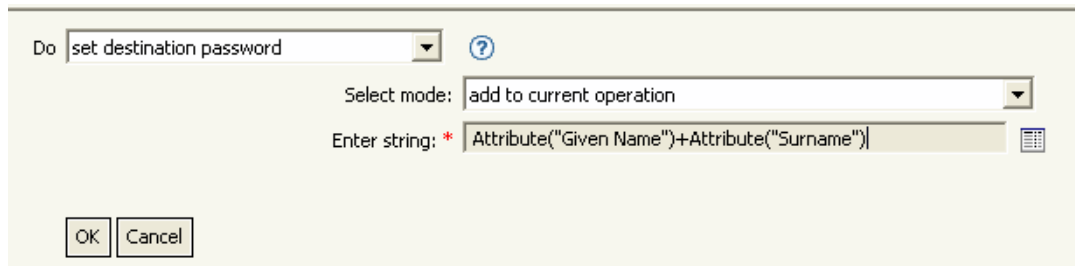 Do set destination password ?
Select mode: add to current operation
Enter string: * Attribute("Given Name")+Attribute("Surname")
OK Cancel